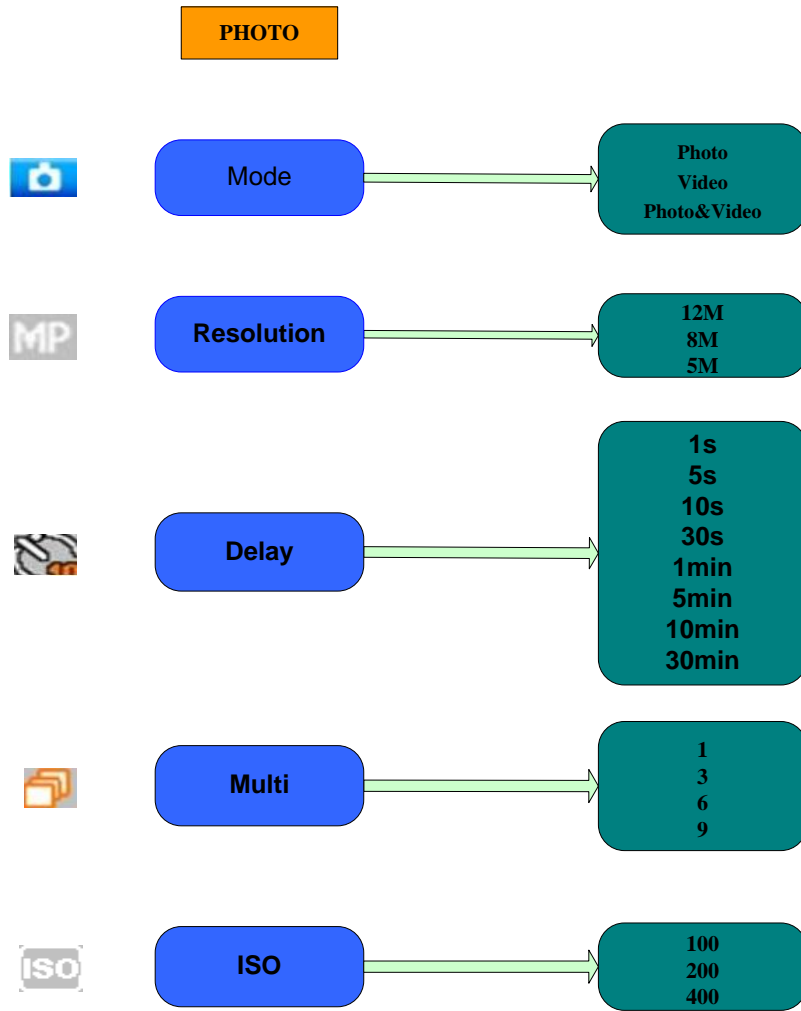 PHOTO
Mode
Photo
Video
Photo&Video
MP
Resolution
12M
8M
5M
Delay
1s
5s
10s
30s
1min
5min
10min
30min
Multi
1
3
6
9
ISO
ISO
100
200
400